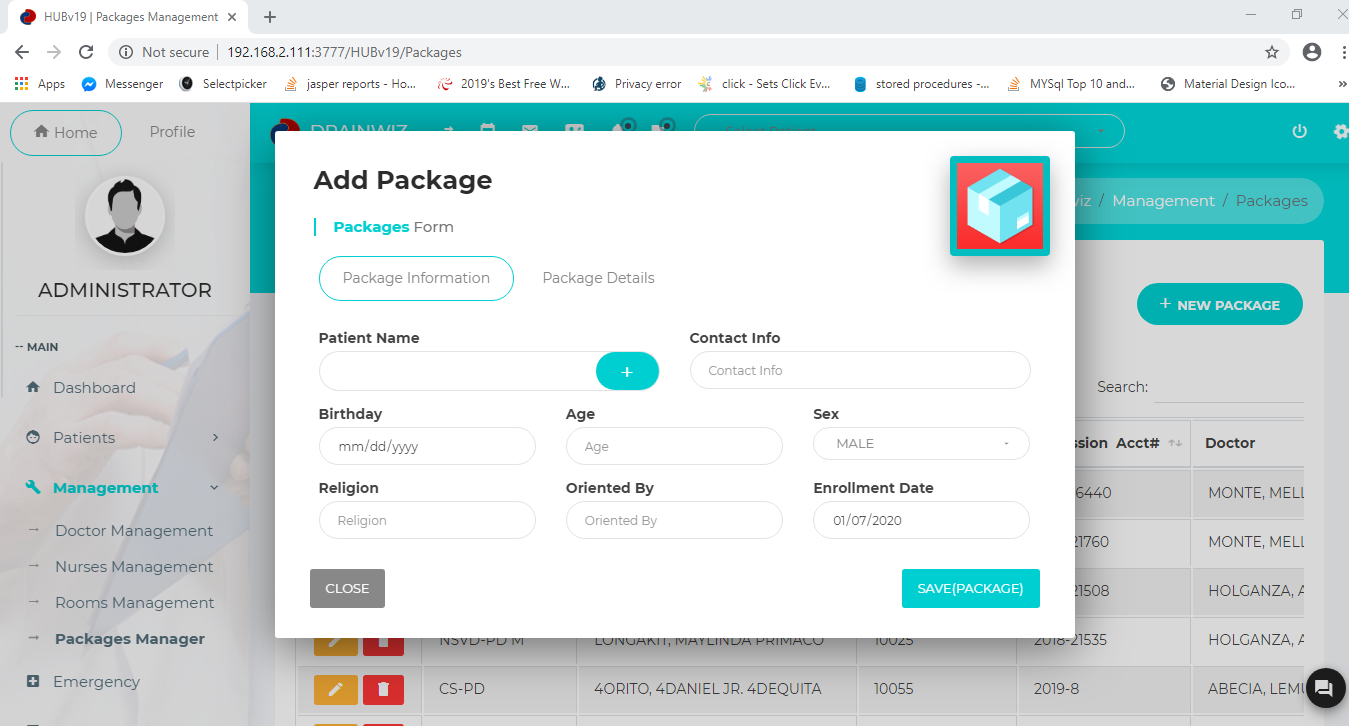 HUBv19 | Packages Management
Not secure | 192.168.2.111:3777/HUBv19/Packages
Apps Messenger Selectpicker jasper reports - Ho... 2019's Best Free W... Privacy error click - Sets Click Ev... stored procedures -... MYSql Top 10 and... Material Design Ico... »
Home Profile
Add Package
Packages Form
/ Management / Packages
Package Information Package Details
ADMINISTRATOR
+ NEW PACKAGE
-- MAIN
Patient Name Contact Info
+ Contact Info
Dashboard
Search:
Birthday Age Sex
Patients
mm/dd/yyyy Age MALE
Acct# Doctor
Management
Religion Oriented By Enrollment Date
6440 MONTE, MELL
Religion Oriented By 01/07/2020
Doctor Management
21760 MONTE, MELL
Nurses Management
CLOSE SAVE(PACKAGE)
21508 HOLGANZA, A
Rooms Management
Packages Manager
NSVD-PD M LONGAKIT, MAYLINDA PRIMACO 10025 2018-21535 HOLGANZA, A
Emergency
CS-PD 4ORITO, 4DANIEL JR. 4DEQUITA 10055 2019-8 ABECIA, LEMU